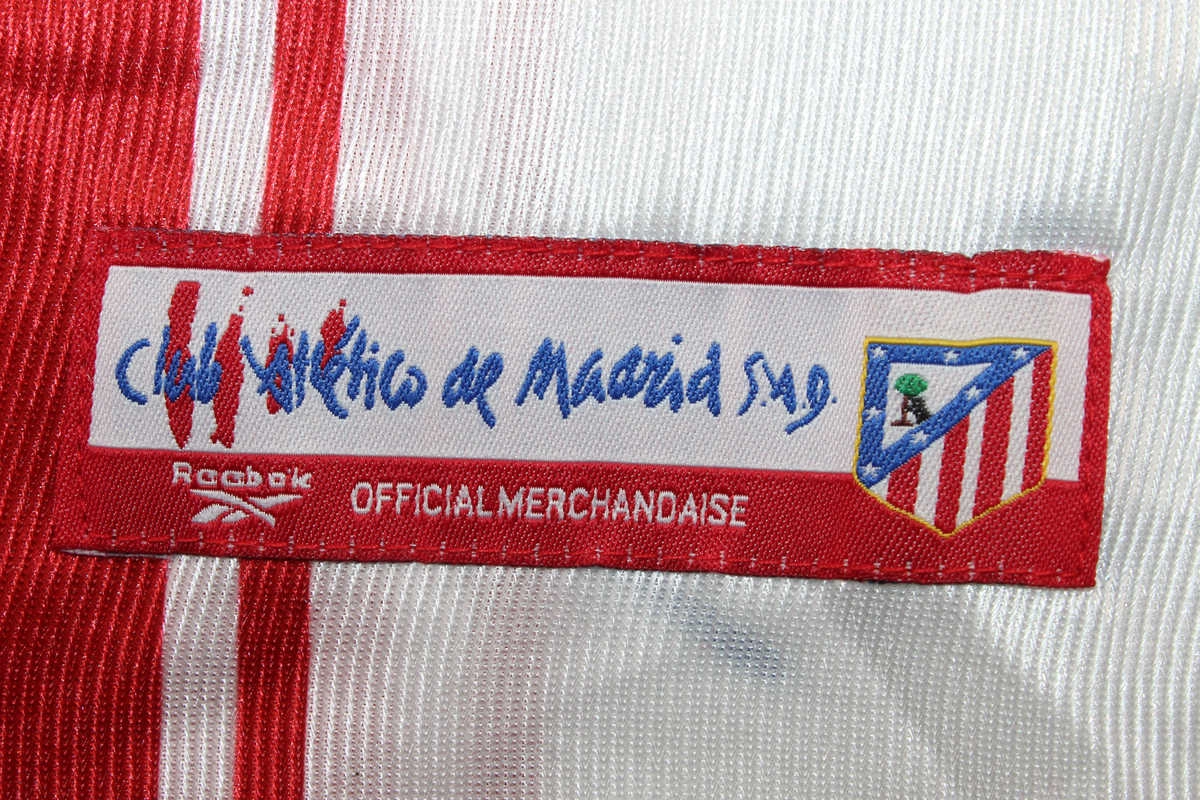 Club Atlético de Madrid S.A.D.
Reebok
OFFICIAL MERCHANDAISE